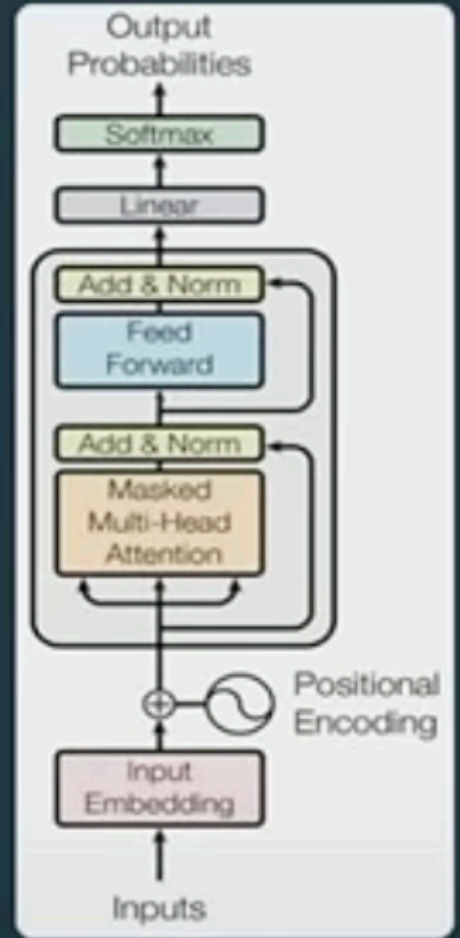 Output
Probabilities
Softmax
Linear
Add & Norm
Feed
Forward
Add & Norm
Masked
Multi-Head
Attention
Positional
Encoding
Input
Embedding
Inputs